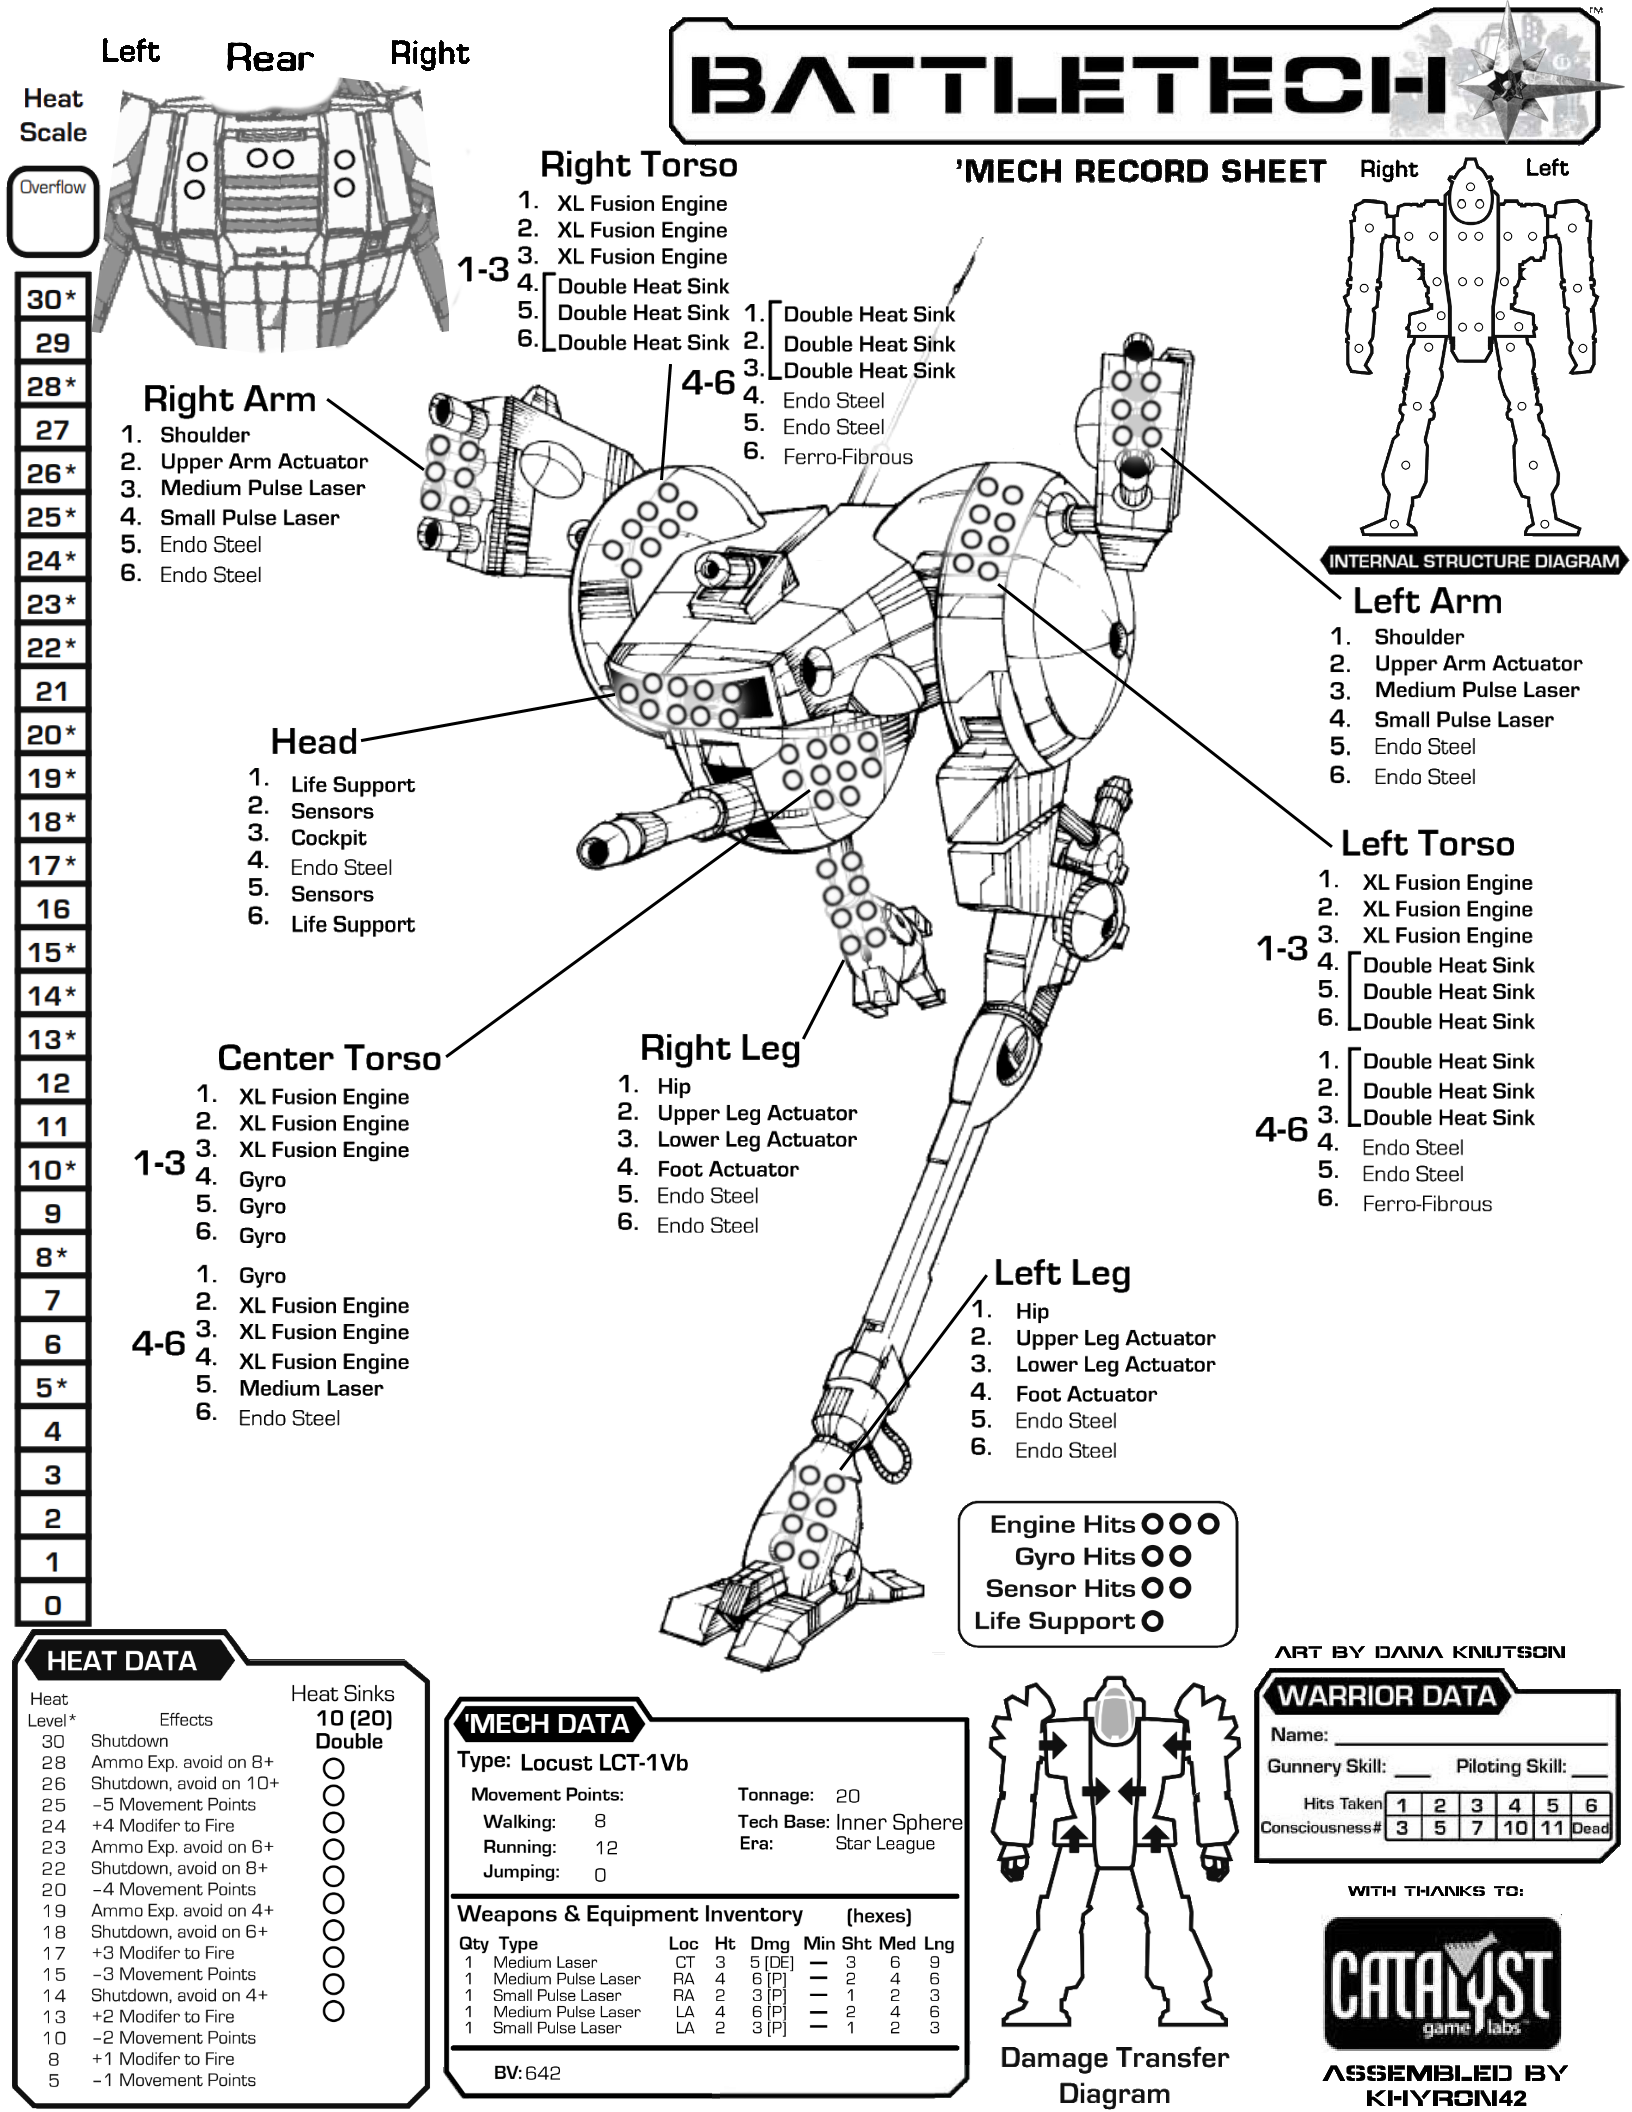 Left Rear Right
BATTLETECH
TM
Heat
Scale
Overflow
30*
29
28*
27
26*
25*
24*
23*
22*
21
20*
19*
18*
17*
16
15*
14*
13*
12
11
10*
9
8*
7
6
5*
4
3
2
1
0
'MECH RECORD SHEET
Right Torso
1-3
1. XL Fusion Engine
2. XL Fusion Engine
3. XL Fusion Engine
4. Double Heat Sink
5. Double Heat Sink
6. Double Heat Sink
4-6
1. Double Heat Sink
2. Double Heat Sink
3. Double Heat Sink
4. Endo Steel
5. Endo Steel
6. Ferro-Fibrous
Right Left
INTERNAL STRUCTURE DIAGRAM
Right Arm
1. Shoulder
2. Upper Arm Actuator
3. Medium Pulse Laser
4. Small Pulse Laser
5. Endo Steel
6. Endo Steel
Left Arm
1. Shoulder
2. Upper Arm Actuator
3. Medium Pulse Laser
4. Small Pulse Laser
5. Endo Steel
6. Endo Steel
Head
1. Life Support
2. Sensors
3. Cockpit
4. Endo Steel
5. Sensors
6. Life Support
Left Torso
1-3
1. XL Fusion Engine
2. XL Fusion Engine
3. XL Fusion Engine
4. Double Heat Sink
5. Double Heat Sink
6. Double Heat Sink
4-6
1. Double Heat Sink
2. Double Heat Sink
3. Double Heat Sink
4. Endo Steel
5. Endo Steel
6. Ferro-Fibrous
Center Torso
1-3
1. XL Fusion Engine
2. XL Fusion Engine
3. XL Fusion Engine
4. Gyro
5. Gyro
6. Gyro
4-6
1. Gyro
2. XL Fusion Engine
3. XL Fusion Engine
4. XL Fusion Engine
5. Medium Laser
6. Endo Steel
Right Leg
1. Hip
2. Upper Leg Actuator
3. Lower Leg Actuator
4. Foot Actuator
5. Endo Steel
6. Endo Steel
Left Leg
1. Hip
2. Upper Leg Actuator
3. Lower Leg Actuator
4. Foot Actuator
5. Endo Steel
6. Endo Steel
Engine Hits
Gyro Hits
Sensor Hits
Life Support
HEAT DATA
Heat
Level* Effects
Heat Sinks
10 (20)
Double
30 Shutdown
28 Ammo Exp. avoid on 8+
26 Shutdown, avoid on 10+
25 -5 Movement Points
24 +4 Modifer to Fire
23 Ammo Exp. avoid on 6+
22 Shutdown, avoid on 8+
20 -4 Movement Points
19 Ammo Exp. avoid on 4+
18 Shutdown, avoid on 6+
17 +3 Modifer to Fire
15 -3 Movement Points
14 Shutdown, avoid on 4+
13 +2 Modifer to Fire
10 -2 Movement Points
8 +1 Modifer to Fire
5 -1 Movement Points
'MECH DATA
Type: Locust LCT-1Vb
Movement Points:
Walking: 8
Running: 12
Jumping: 0
Tonnage: 20
Tech Base: Inner Sphere
Era: Star League
Weapons & Equipment Inventory (hexes)
Qty Type Loc Ht Dmg Min Sht Med Lng
1 Medium Laser CT 3 5 [DE] — 3 6 9
1 Medium Pulse Laser RA 4 6 [P] — 2 4 6
1 Small Pulse Laser RA 2 3 [P] — 1 2 3
1 Medium Pulse Laser LA 4 6 [P] — 2 4 6
1 Small Pulse Laser LA 2 3 [P] — 1 2 3
BV: 642
Damage Transfer
Diagram
ART BY DANA KNUTSON
WARRIOR DATA
Name:
Gunnery Skill: Piloting Skill:
Hits Taken 1 2 3 4 5 6
Consciousness# 3 5 7 10 11 Dead
WITH THANKS TO:
CATALYST
game labs
ASSEMBLED BY
KHYRON42